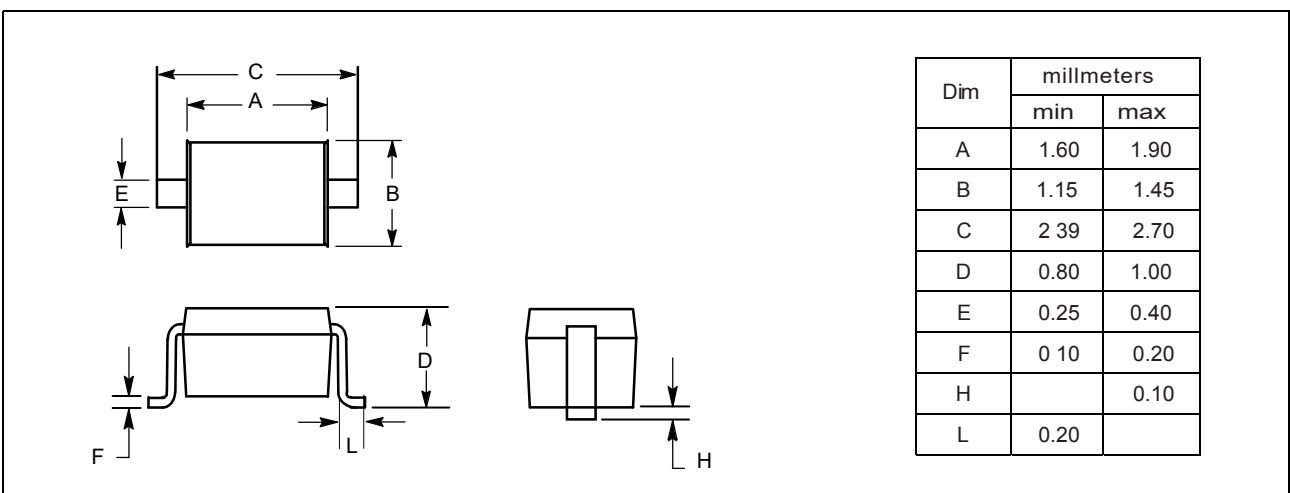 C
A
E
B
D
F
L
H
Dim millmeters
min max
A 1.60 1.90
B 1.15 1.45
C 2 39 2.70
D 0.80 1.00
E 0.25 0.40
F 0 10 0.20
H 0.10
L 0.20